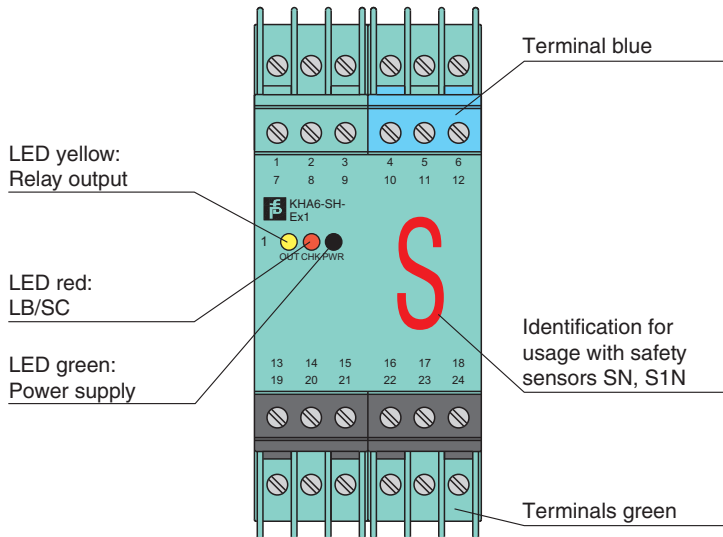 Terminal blue
1 2 3 4 5 6
7 8 9 10 11 12
LED yellow:
Relay output
KHA6-SH-
Ex1
1
OUT CHK PWR
S
LED red:
LB/SC
Identification for
usage with safety
sensors SN, S1N
LED green:
Power supply
13 14 15 16 17 18
19 20 21 22 23 24
Terminals green